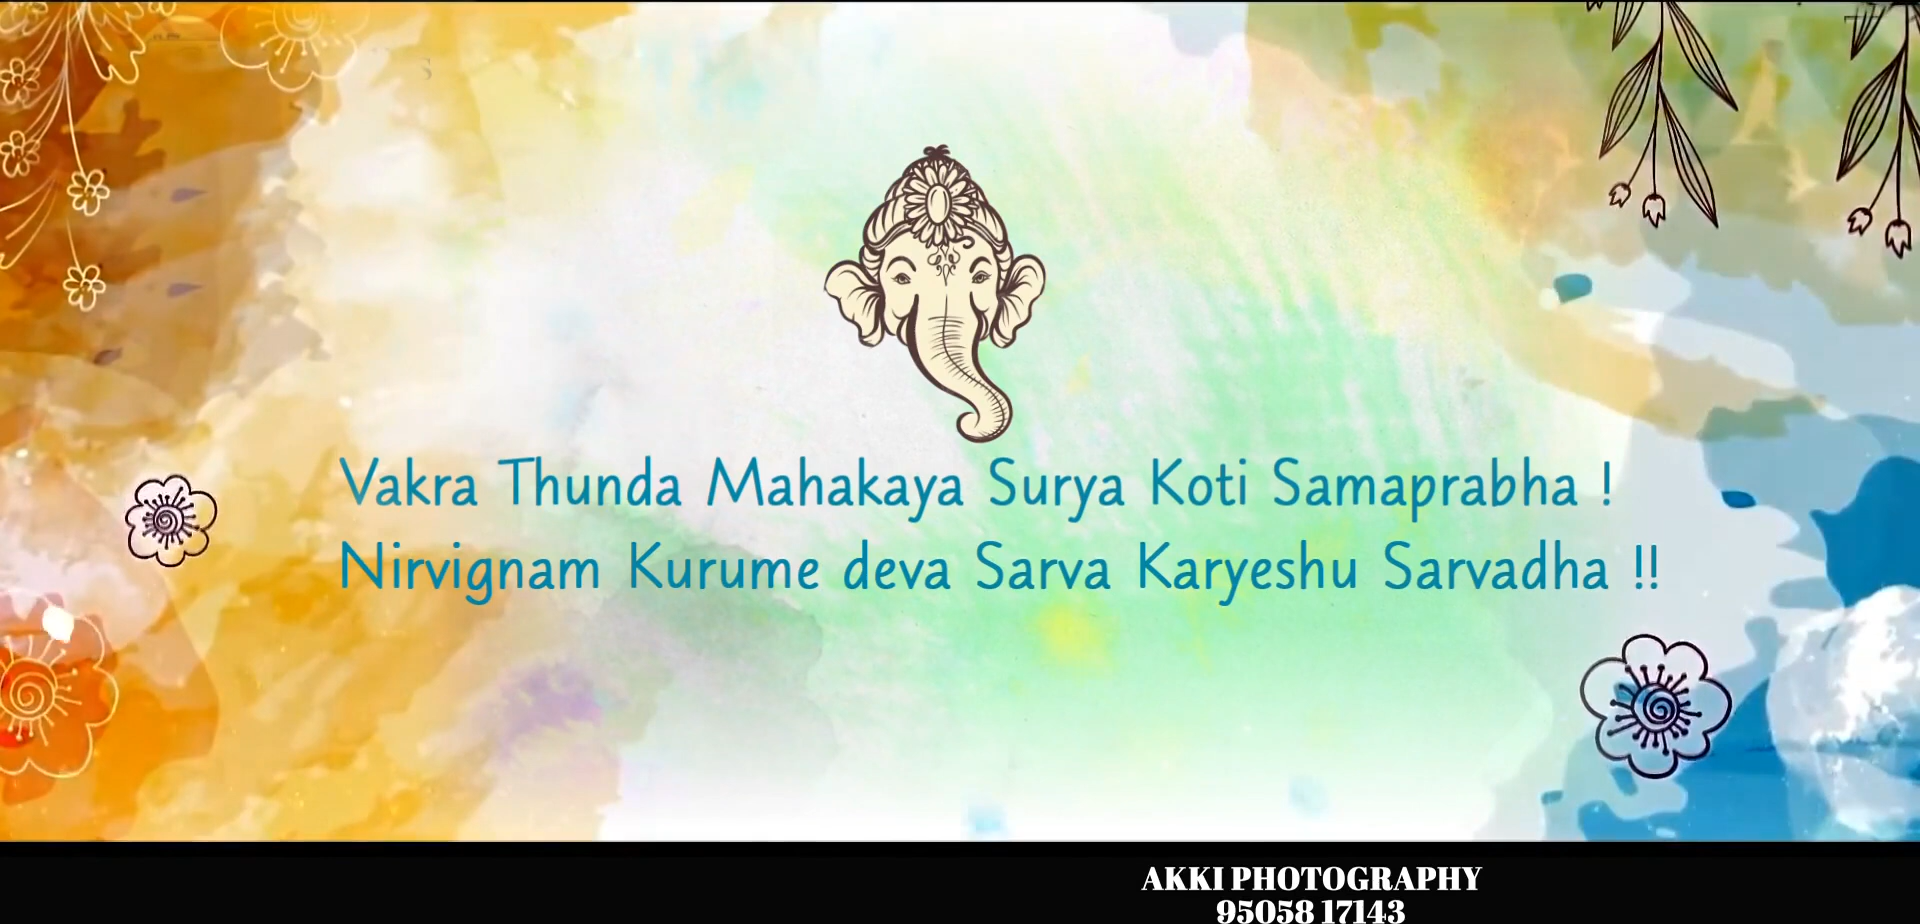 Vakra Thunda Mahakaya Surya Koti Samaprabha !
Nirvignam Kurume deva Sarva Karyeshu Sarvadha !!
AKKI PHOTOGRAPHY
95058 17143